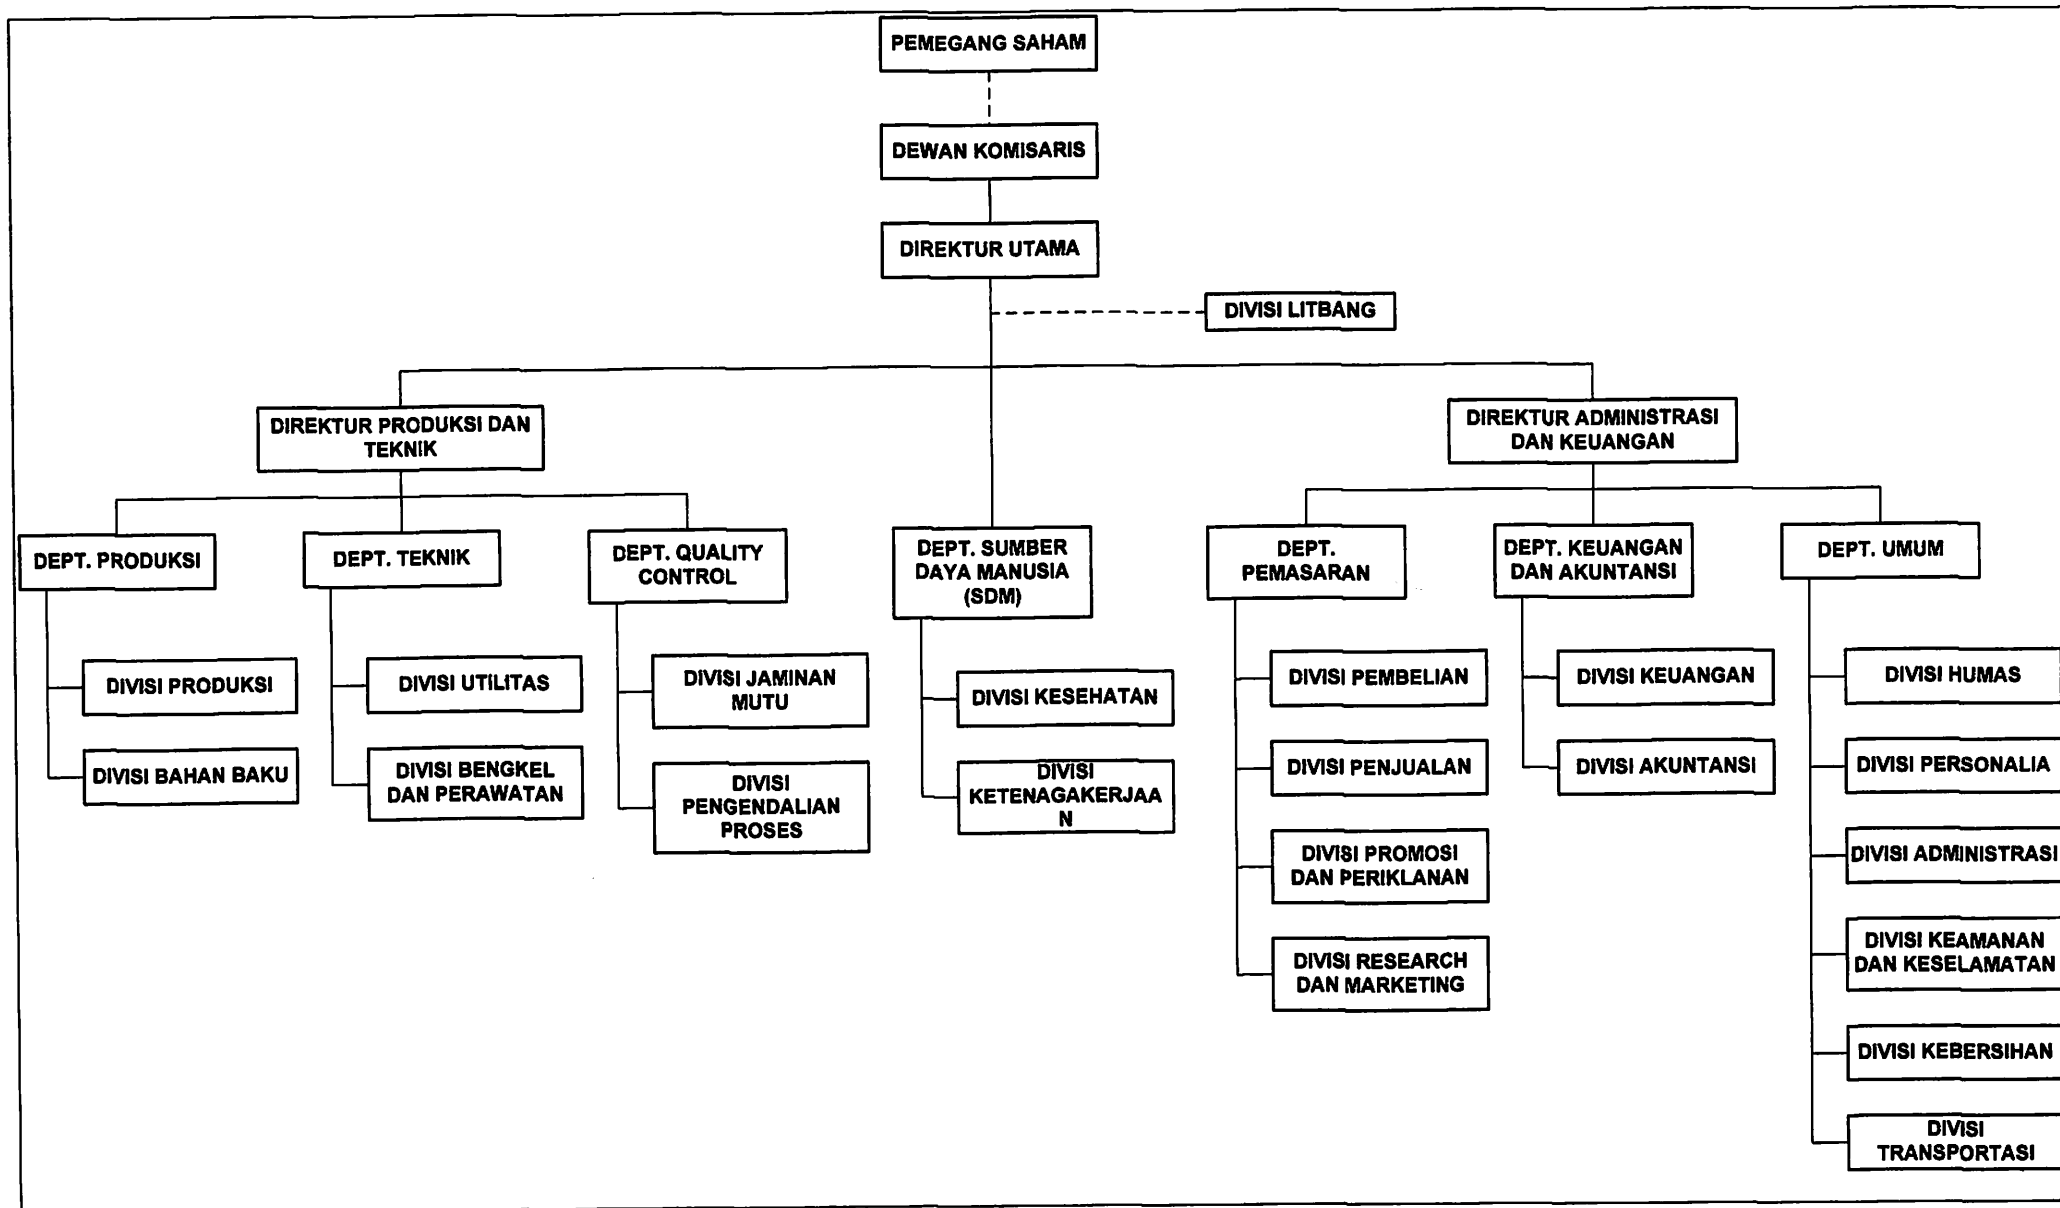 PEMEGANG SAHAM
DEWAN KOMISARIS
DIREKTUR UTAMA
DIVISI LITBANG
DIREKTUR PRODUKSI DAN
TEKNIK
DIREKTUR ADMINISTRASI
DAN KEUANGAN
DEPT. PRODUKSI
DEPT. TEKNIK
DEPT. QUALITY
CONTROL
DEPT. SUMBER
DAYA MANUSIA
(SDM)
DEPT.
PEMASARAN
DEPT. KEUANGAN
DAN AKUNTANSI
DEPT. UMUM
DIVISI PRODUKSI
DIVISI BAHAN BAKU
DIVISI UTILITAS
DIVISI BENGKEL
DAN PERAWATAN
DIVISI JAMINAN
MUTU
DIVISI
PENGENDALIAN
PROSES
DIVISI KESEHATAN
DIVISI
KETENAGAKERJAA
N
DIVISI PEMBELIAN
DIVISI PENJUALAN
DIVISI PROMOSI
DAN PERIKLANAN
DIVISI RESEARCH
DAN MARKETING
DIVISI KEUANGAN
DIVISI AKUNTANSI
DIVISI HUMAS
DIVISI PERSONALIA
DIVISI ADMINISTRASI
DIVISI KEAMANAN
DAN KESELAMATAN
DIVISI KEBERSIHAN
DIVISI
TRANSPORTASI